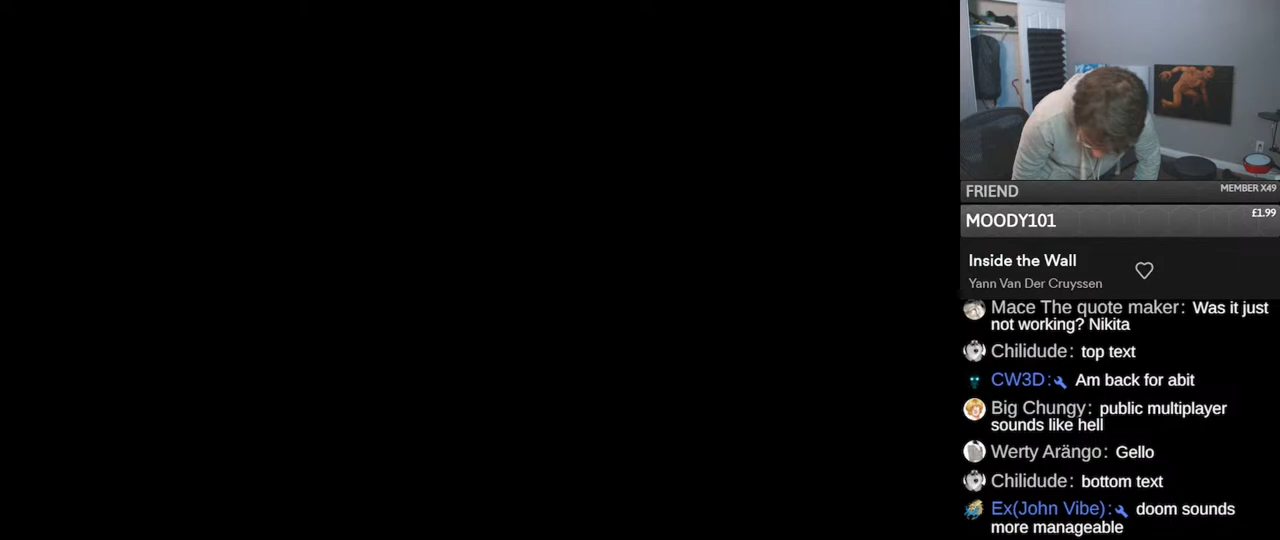 FRIEND
MEMBER X49
MOODY101
£1.99
Inside the Wall
Yann Van Der Cruyssen
Mace The quote maker: Was it just
not working? Nikita
Chilidude: top text
CW3D: Am back for abit
Big Chungy: public multiplayer
sounds like hell
Werty Arängo: Gello
Chilidude: bottom text
Ex(John Vibe): doom sounds
more manageable